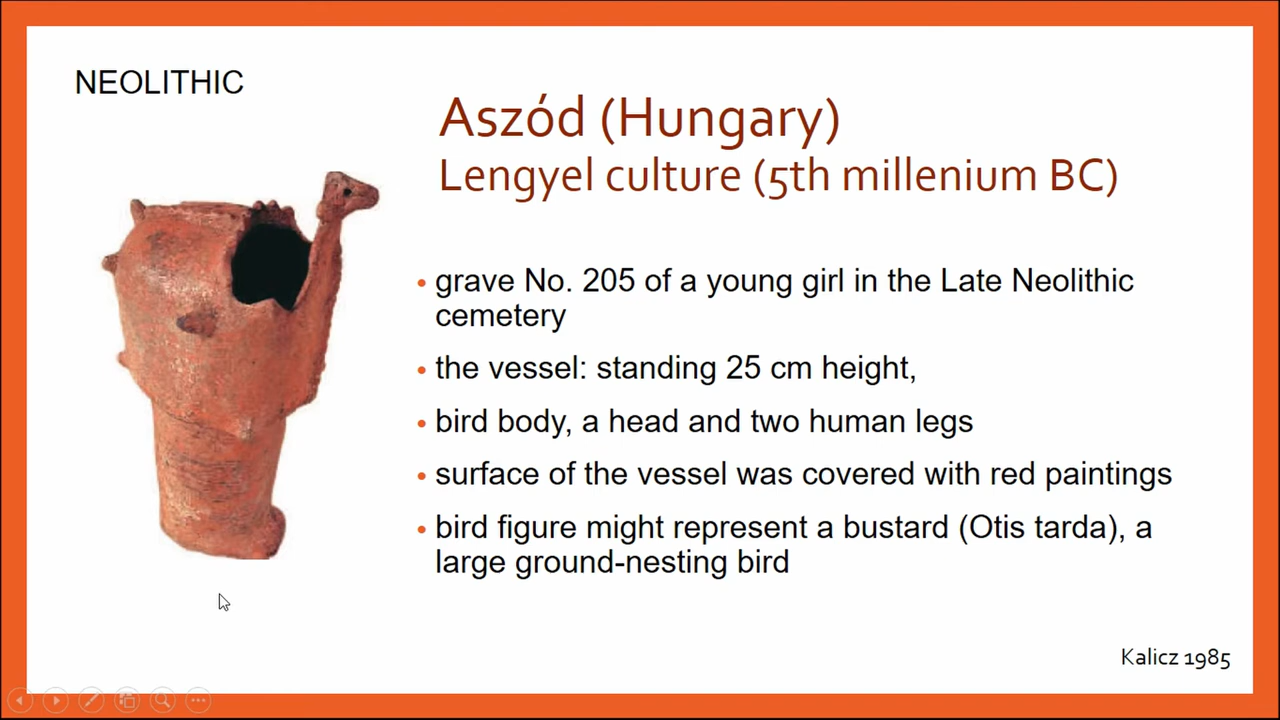 NEOLITHIC
Aszód (Hungary)
Lengyel culture (5th millenium BC)
• grave No. 205 of a young girl in the Late Neolithic
cemetery
• the vessel: standing 25 cm height,
• bird body, a head and two human legs
• surface of the vessel was covered with red paintings
• bird figure might represent a bustard (Otis tarda), a
large ground-nesting bird
Kalicz 1985